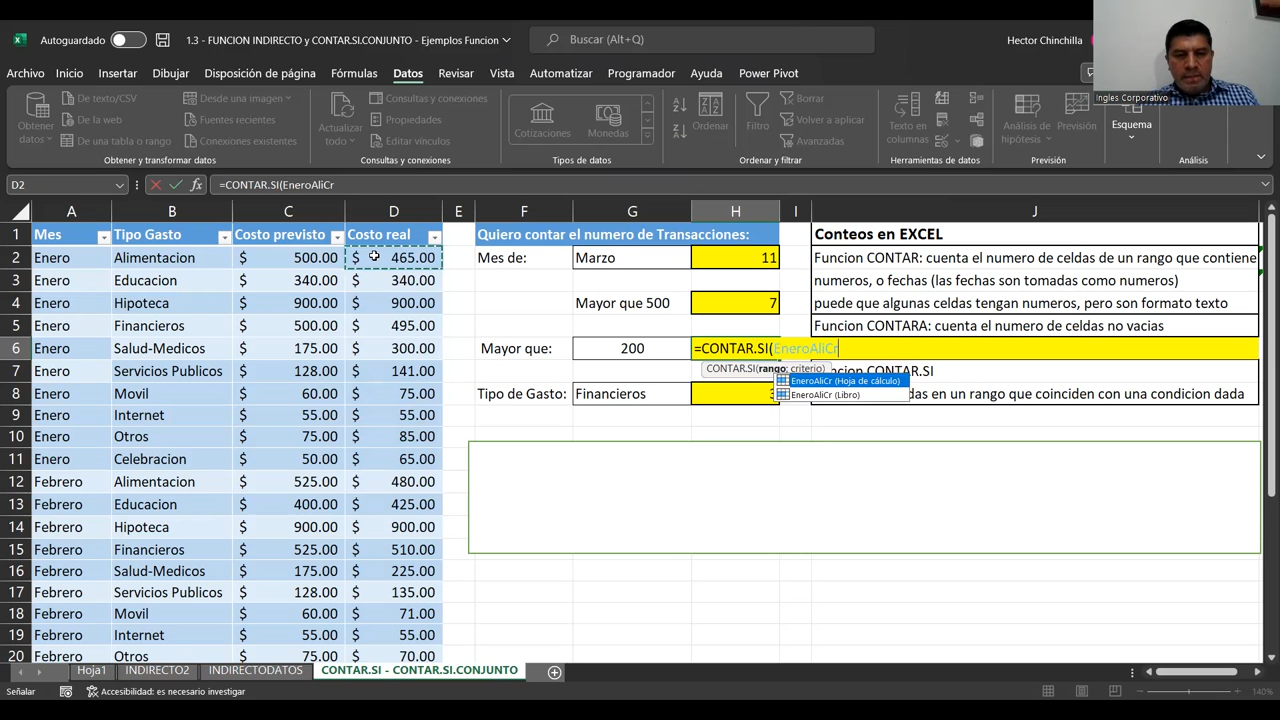 Autoguardado
1.3 - FUNCION INDIRECTO y CONTAR.SI.CONJUNTO - Ejemplos Funcion
Buscar (Alt+Q)
Hector Chinchilla
Ingles Corporativo
Archivo Inicio Insertar Dibujar Disposición de página Fórmulas Datos Revisar Vista Automatizar Programador Ayuda Power Pivot
Obtener datos
De texto/CSV
De la web
De una tabla o rango
Desde una imagen
Fuentes recientes
Conexiones existentes
Obtener y transformar datos
Actualizar todo
Consultas y conexiones
Propiedades
Editar vínculos
Consultas y conexiones
Cotizaciones
Monedas
Tipos de datos
Ordenar
Filtro
Borrar
Volver a aplicar
Avanzadas
Ordenar y filtrar
Texto en columnas
Herramientas de datos
Análisis de hipótesis
Previsión
Previsión
Esquema
Análisis
D2
=CONTAR.SI(EneroAliCr
A B C D E F G H I J
1 Mes Tipo Gasto Costo previsto Costo real Quiero contar el numero de Transacciones: Conteos en EXCEL
2 Enero Alimentacion $ 500.00 $ 465.00 Mes de: Marzo 11 Funcion CONTAR: cuenta el numero de celdas de un rango que contiene
3 Enero Educacion $ 340.00 $ 340.00 numeros, o fechas (las fechas son tomadas como numeros)
4 Enero Hipoteca $ 900.00 $ 900.00 Mayor que 500 7 puede que algunas celdas tengan numeros, pero son formato texto
5 Enero Financieros $ 500.00 $ 495.00 Funcion CONTARA: cuenta el numero de celdas no vacias
6 Enero Salud-Medicos $ 175.00 $ 300.00 Mayor que: 200 =CONTAR.SI(EneroAliCr
CONTAR.SI(rango; criterio)
EneroAliCr (Hoja de cálculo)
EneroAliCr (Libro)
7 Enero Servicios Publicos $ 128.00 $ 141.00 CONTAR.SI
8 Enero Movil $ 60.00 $ 75.00 Tipo de Gasto: Financieros en un rango que coinciden con una condicion dada
9 Enero Internet $ 55.00 $ 55.00
10 Enero Otros $ 75.00 $ 85.00
11 Enero Celebracion $ 50.00 $ 65.00
12 Febrero Alimentacion $ 525.00 $ 480.00
13 Febrero Educacion $ 400.00 $ 425.00
14 Febrero Hipoteca $ 900.00 $ 900.00
15 Febrero Financieros $ 525.00 $ 510.00
16 Febrero Salud-Medicos $ 175.00 $ 225.00
17 Febrero Servicios Publicos $ 128.00 $ 135.00
18 Febrero Movil $ 60.00 $ 71.00
19 Febrero Internet $ 55.00 $ 55.00
20 Febrero Otros $ 75.00 $ 70.00
Hoja1 INDIRECTO2 INDIRECTODATOS CONTAR.SI - CONTAR.SI.CONJUNTO
Señalar
Accesibilidad: es necesario investigar
140%